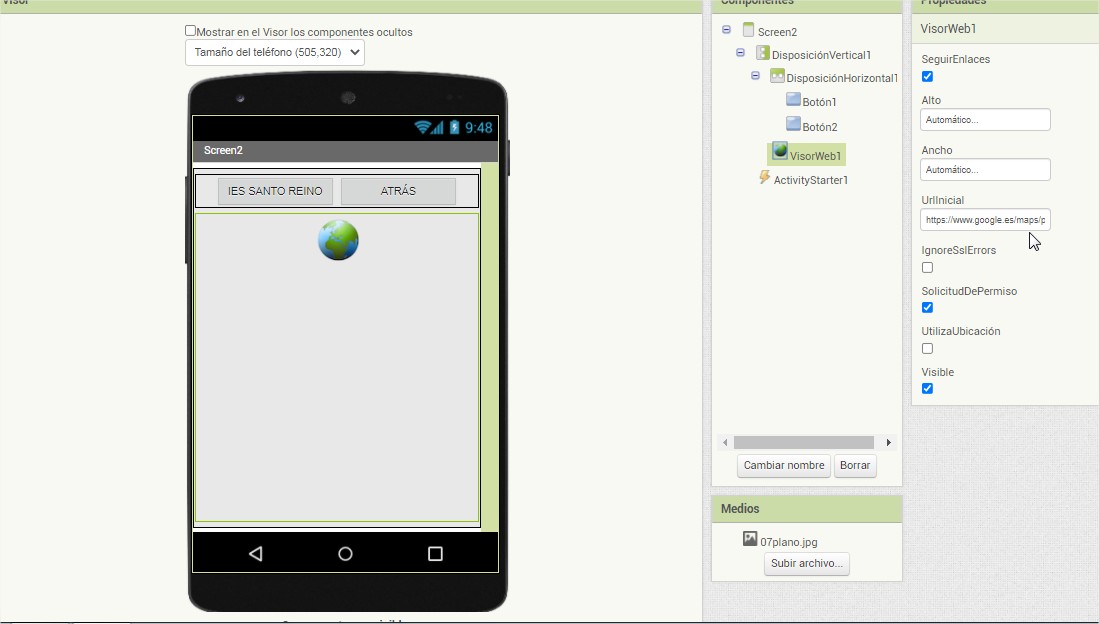 Visor
Mostrar en el Visor los componentes ocultos
Tamaño del teléfono (505,320)
9:48
Screen2
IES SANTO REINO
ATRÁS
Componentes
Screen2
DisposiciónVertical1
DisposiciónHorizontal1
Botón1
Botón2
VisorWeb1
ActivityStarter1
Cambiar nombre
Borrar
Medios
07plano.jpg
Subir archivo...
Propiedades
VisorWeb1
SeguirEnlaces
Alto
Automático...
Ancho
Automático...
UrlInicial
https://www.google.es/maps/p
IgnoreSslErrors
SolicitudDePermiso
UtilizaUbicación
Visible